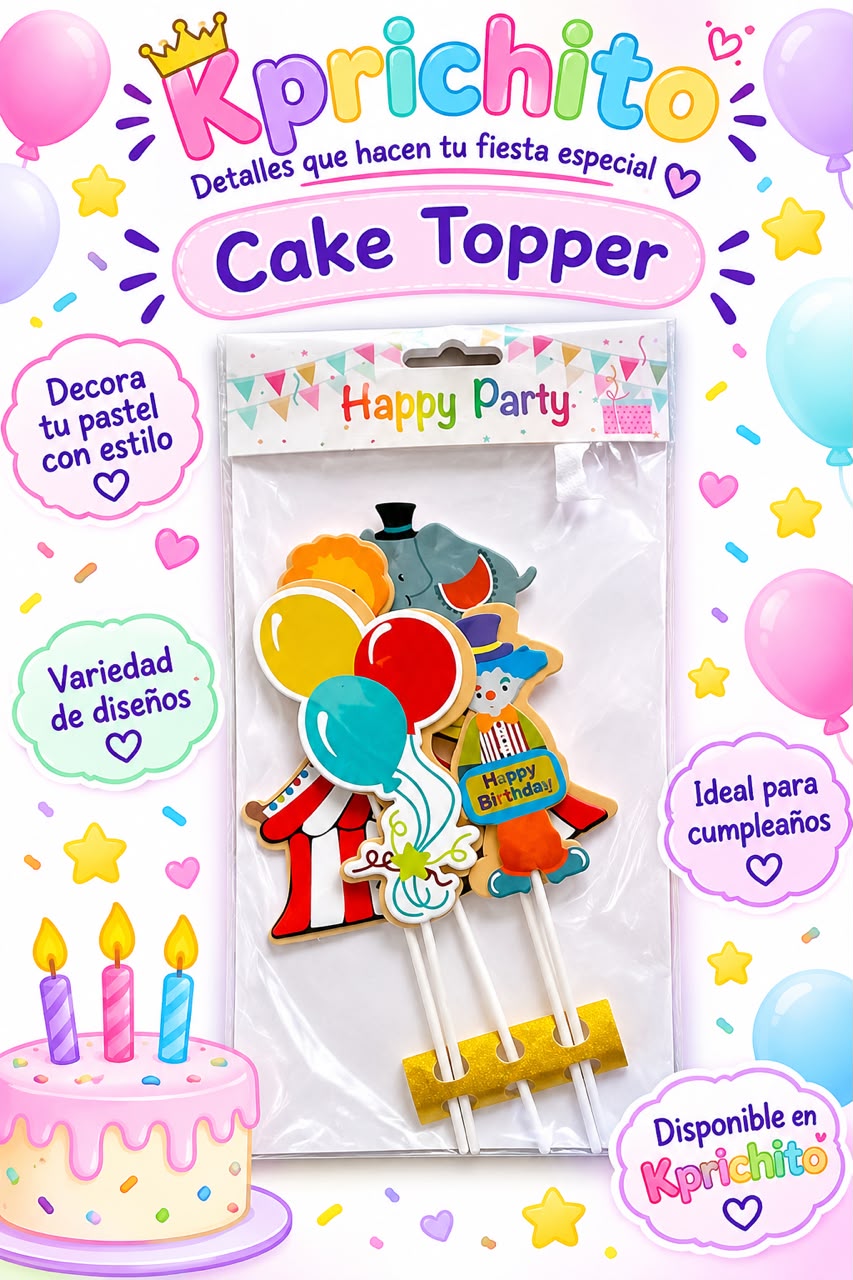 Kprichito
Detalles que hacen tu fiesta especial
Cake Topper
Happy Party
Decora
tu pastel
con estilo
Variedad
de diseños
Happy
Birthday!
Ideal para
cumpleaños
Disponible en
Kprichito